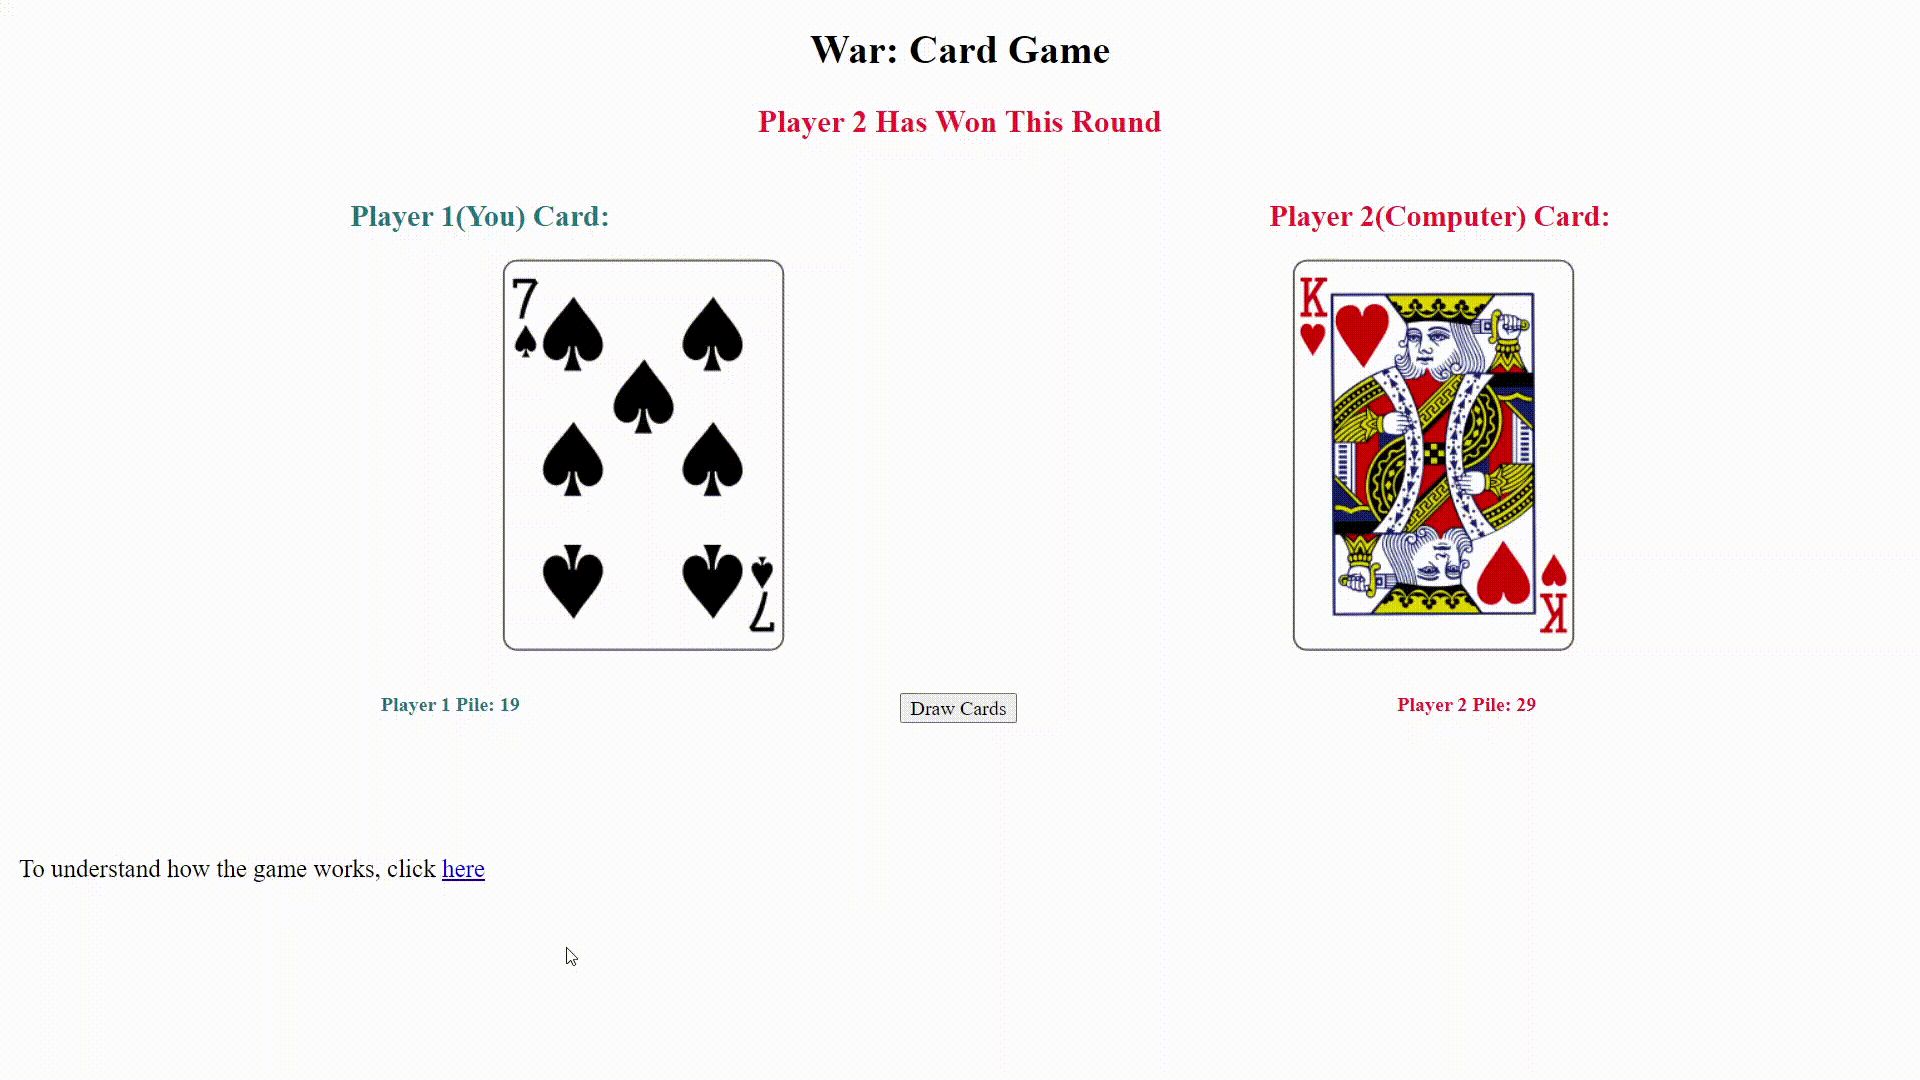 War: Card Game
Player 2 Has Won This Round
Player 1(You) Card:
Player 2(Computer) Card:
7
7
K
K
Player 1 Pile: 19
Draw Cards
Player 2 Pile: 29
To understand how the game works, click here